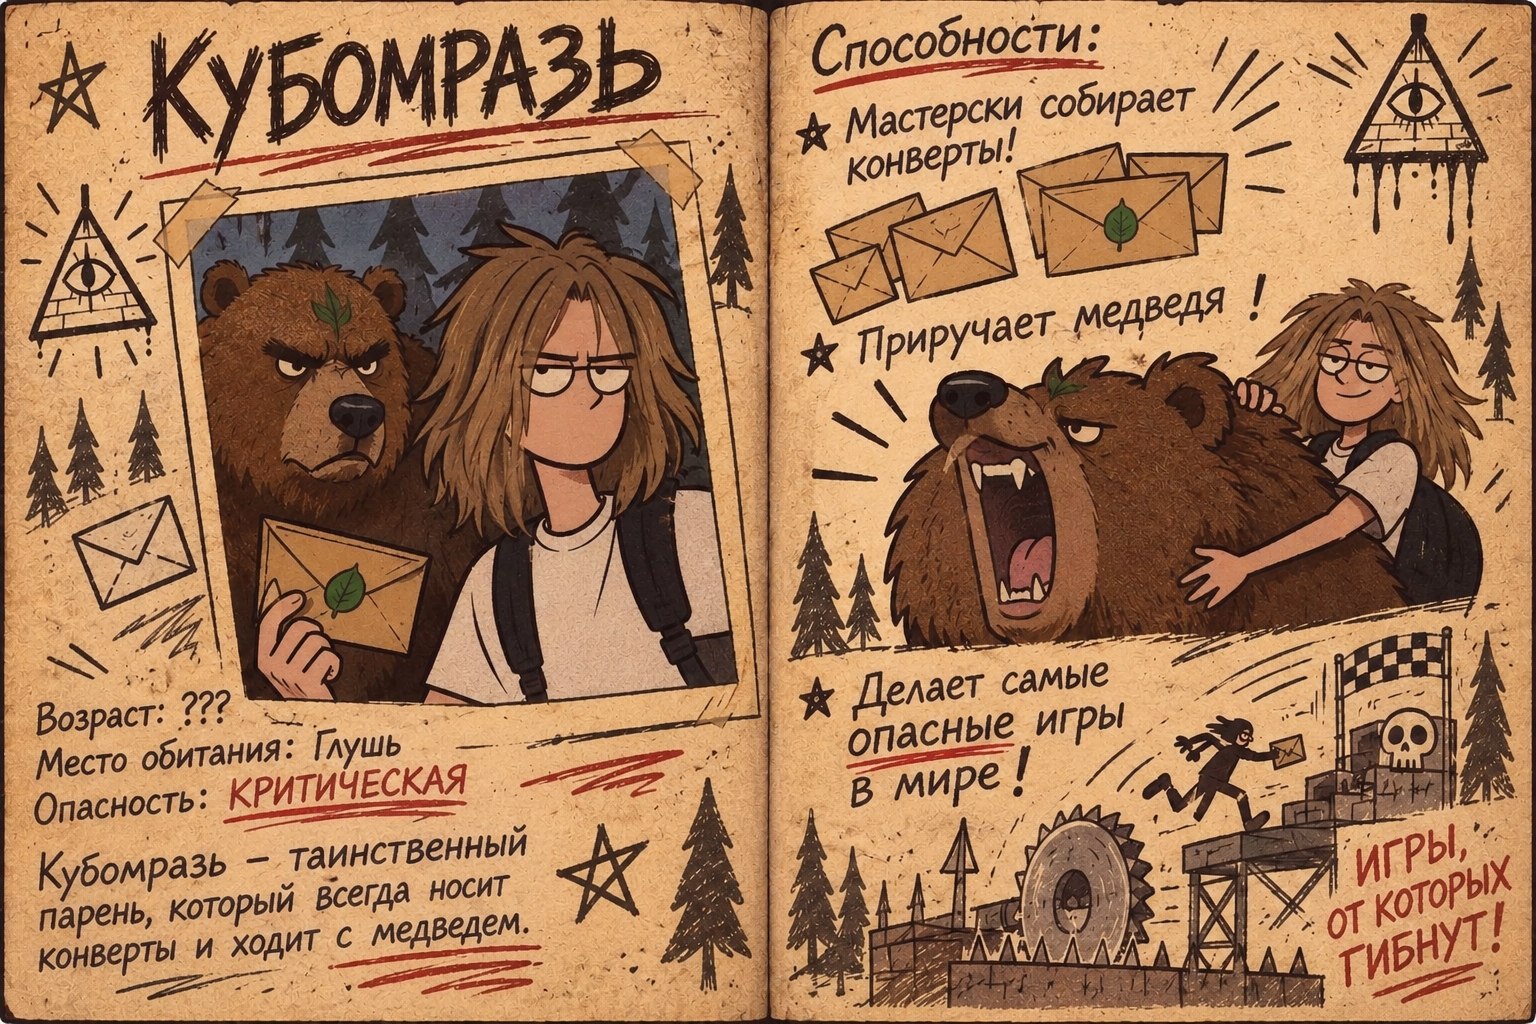 КУБОМРАЗЬ
Возраст: ???
Место обитания: Глушь
Опасность: КРИТИЧЕСКАЯ
Кубомразь – таинственный
парень, который всегда носит
конверты и ходит с медведем.
Способности:
Мастерски собирает
конверты!
Приручает медведя !
Делает самые
опасные игры
в мире!
ИГРЫ,
ОТ КОТОРЫХ
ГИБНУТ!